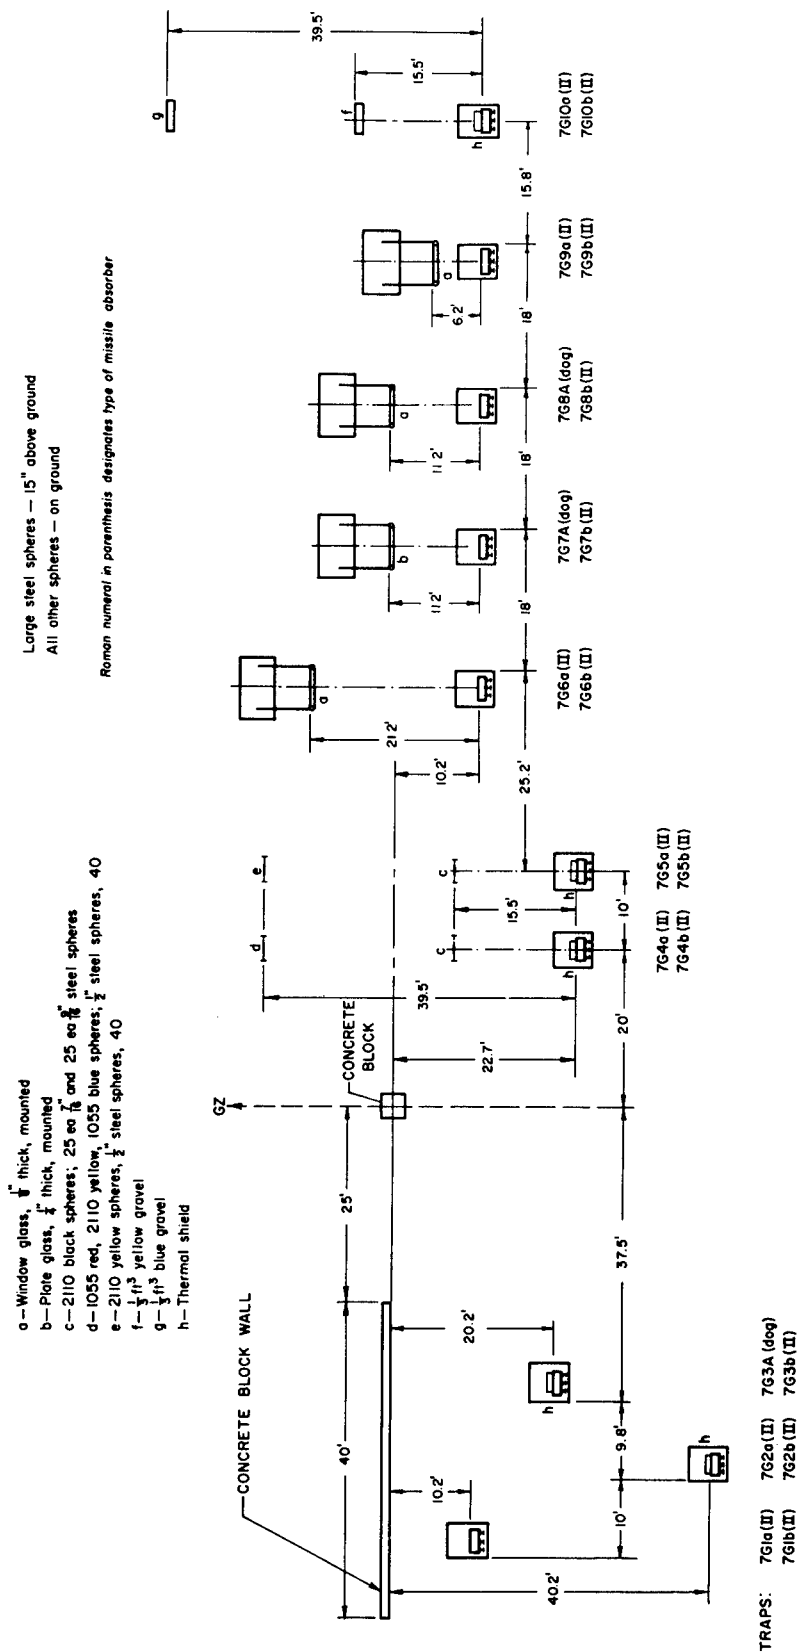 Large steel spheres — 15" above ground
All other spheres — on ground
Roman numeral in parenthesis designates type of missile absorber
a—Window glass, 1/8" thick, mounted
b—Plate glass, 1/4" thick, mounted
c—2110 black spheres; 25 ea 7/16" and 25 ea 9/16" steel spheres
d—1055 red, 2110 yellow, 1055 blue spheres; 1/2" steel spheres, 40
e—2110 yellow spheres, 1/2" steel spheres, 40
f—1/3 ft³ yellow gravel
g—1/3 ft³ blue gravel
h—Thermal shield
CONCRETE BLOCK WALL
40'
25'
GZ
CONCRETE
BLOCK
10.2'
20.2'
40.2'
10'
9.8'
37.5'
h
h
22.7'
39.5'
20'
10'
d
e
c
c
15.5'
h
h
25.2'
10.2'
21.2'
a
18'
11.2'
b
18'
11.2'
a
18'
6.2'
a
15.8'
g
f
h
15.5'
39.5'
TRAPS:
7G1a(II)
7G1b(II)
7G2a(II)
7G2b(II)
7G3A(dog)
7G3b(II)
7G4a(II)
7G4b(II)
7G5a(II)
7G5b(II)
7G6a(II)
7G6b(II)
7G7A(dog)
7G7b(II)
7G8A(dog)
7G8b(II)
7G9a(II)
7G9b(II)
7G10a(II)
7G10b(II)